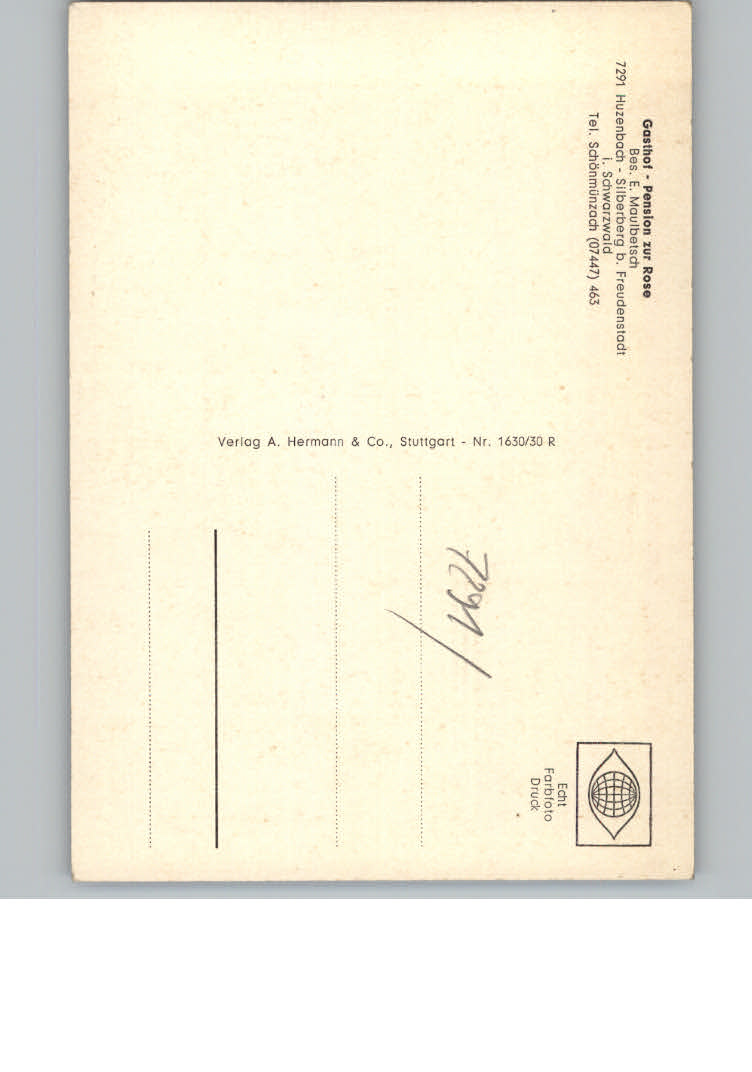 Gasthof - Pension zur Rose
Bes. E. Maulbetsch
7291 Huzenbach - Silberberg b. Freudenstadt
i. Schwarzwald
Tel. Schönmünzach (07447) 463
Verlag A. Hermann & Co., Stuttgart - Nr. 1630/30 R
7291/
Echt
Farbfoto
Druck